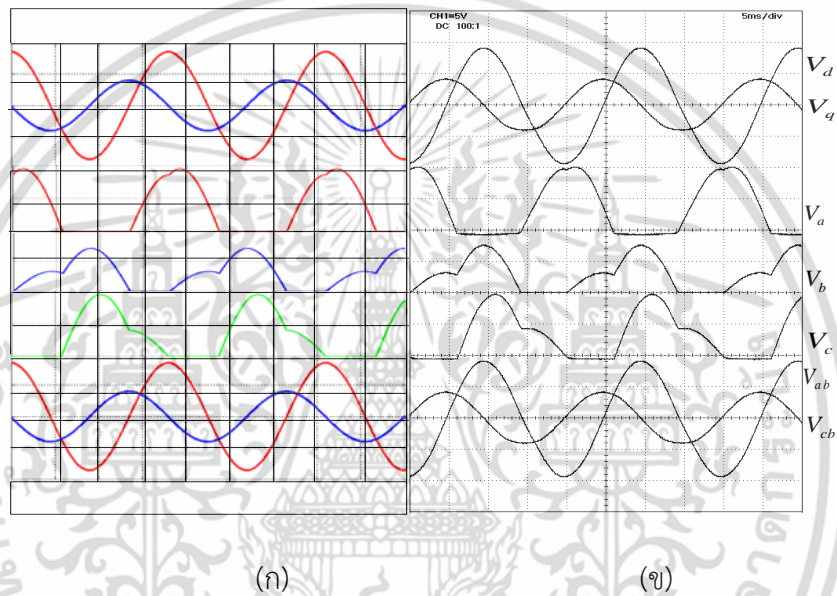 CH1=5V
DC 100:1
5ms/div
V_d
V_q
V_a
V_b
V_c
V_ab
V_cb
(ก)
(ข)